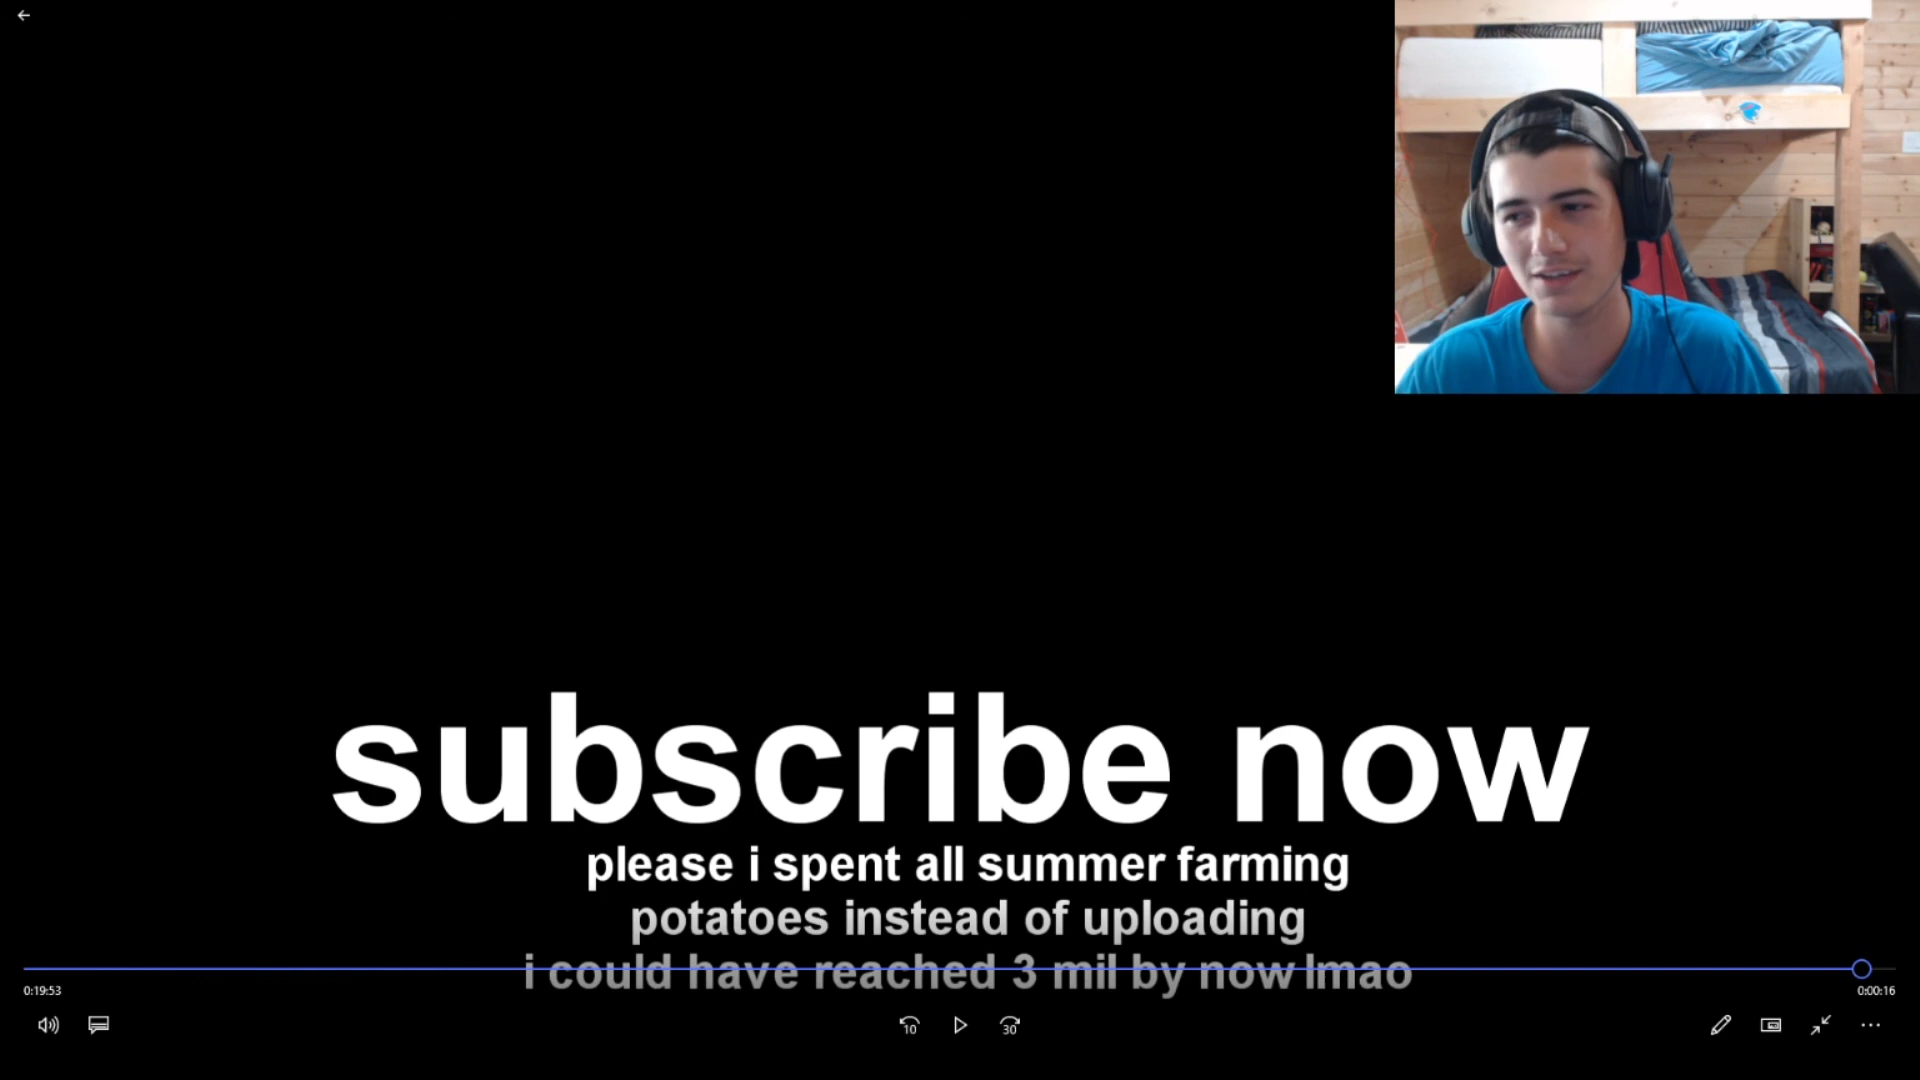 subscribe now
please i spent all summer farming
potatoes instead of uploading
i could have reached 3 mil by now lmao
0:19:53
0:00:16
10
30